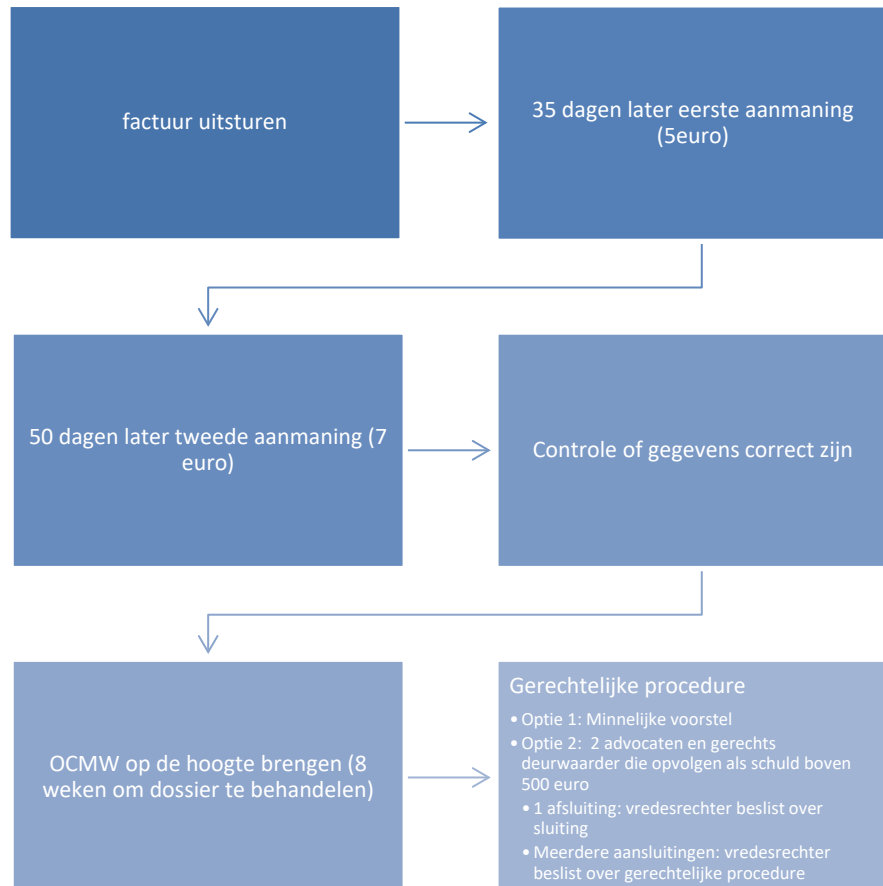 factuur uitsturen
35 dagen later eerste aanmaning
(5euro)
50 dagen later tweede aanmaning (7
euro)
Controle of gegevens correct zijn
OCMW op de hoogte brengen (8
weken om dossier te behandelen)
Gerechtelijke procedure
• Optie 1: Minnelijke voorstel
• Optie 2: 2 advocaten en gerechts
deurwaarder die opvolgen als schuld boven
500 euro
• 1 afsluiting: vredesrechter beslist over
sluiting
• Meerdere aansluitingen: vredesrechter
beslist over gerechtelijke procedure